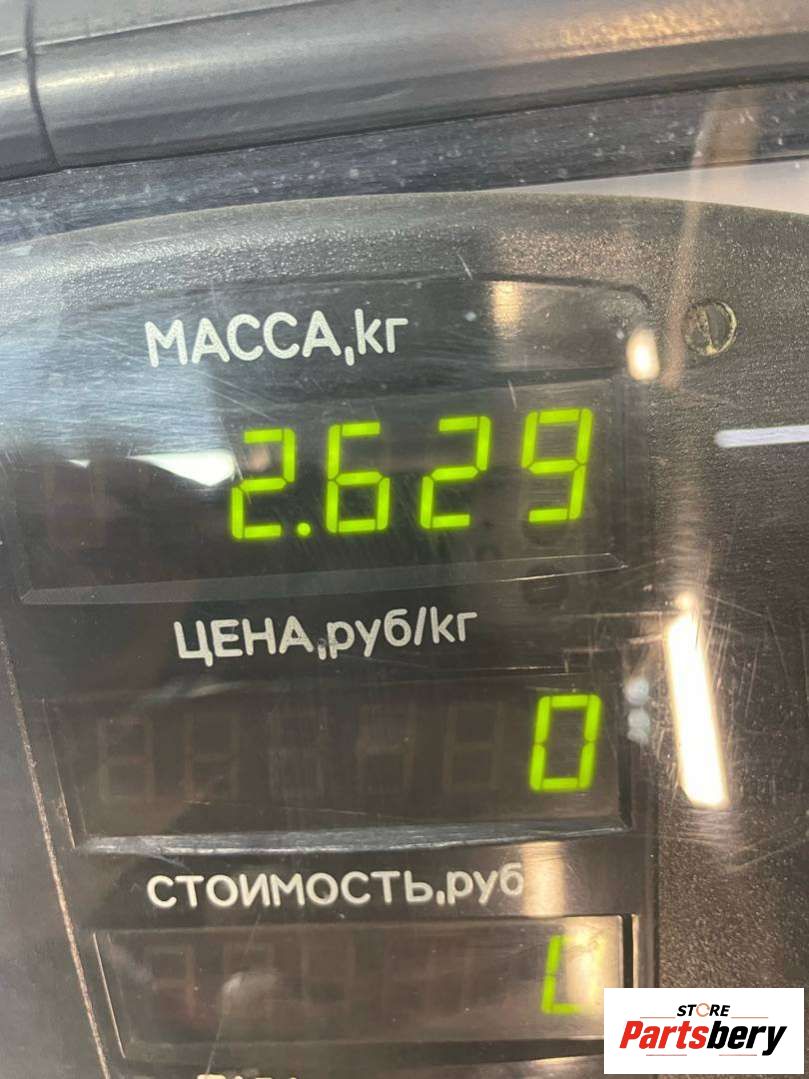 МАССА,кг
2.629
ЦЕНА,руб/кг
0
СТОИМОСТЬ,руб
STORE
Partsbery